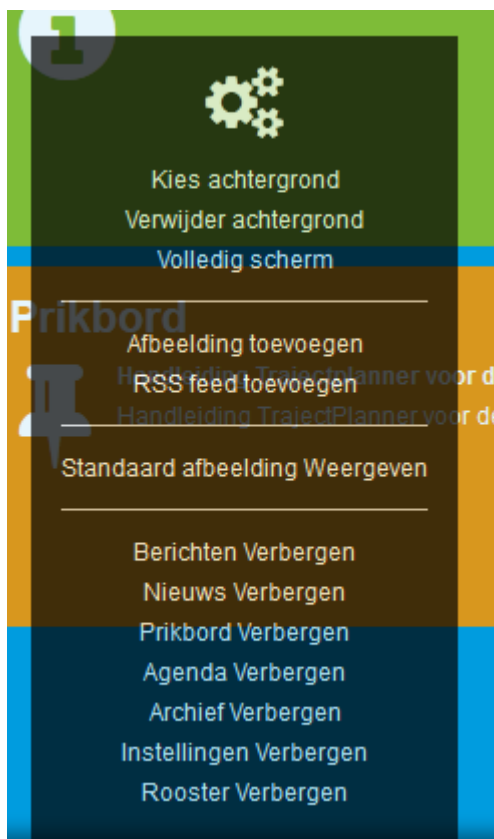 1
Kies achtergrond
Verwijder achtergrond
Volledig scherm
Prikbord
Afbeelding toevoegen
Handleiding Trajectplanner voor d
RSS feed toevoegen
Handleiding TrajectPlanner voor de
Standaard afbeelding Weergeven
Berichten Verbergen
Nieuws Verbergen
Prikbord Verbergen
Agenda Verbergen
Archief Verbergen
Instellingen Verbergen
Rooster Verbergen